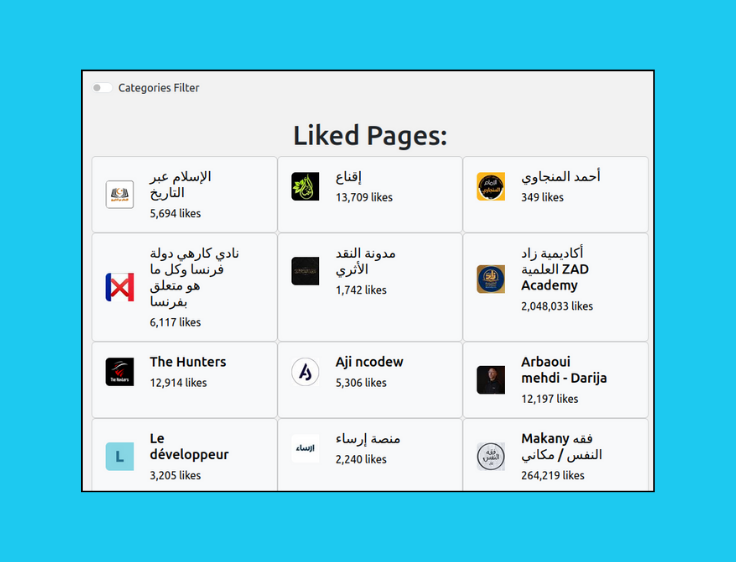 Categories Filter
Liked Pages:
الإسلام عبر
التاريخ
5,694 likes
إقناع
13,709 likes
أحمد المنجاوي
349 likes
نادي كارهي دولة
فرنسا وكل ما
هو متعلق
بفرنسا
6,117 likes
مدونة النقد
الأثري
1,742 likes
أكاديمية زاد
العلمية ZAD
Academy
2,048,033 likes
The Hunters
12,914 likes
Aji ncodew
5,306 likes
Arbaoui
mehdi - Darija
12,197 likes
L
Le
développeur
3,205 likes
إرساء
منصة إرساء
2,240 likes
فقه
النفس
Makany فقه
النفس / مكاني
264,219 likes